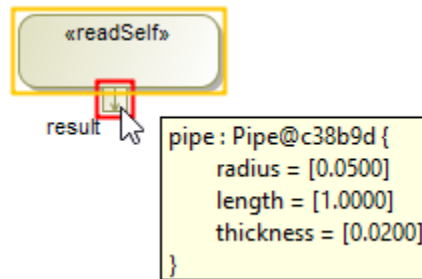 «readSelf»
result
pipe : Pipe@c38b9d {
radius = [0.0500]
length = [1.0000]
thickness = [0.0200]
}